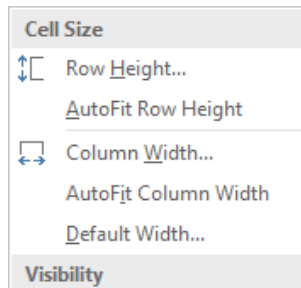 Cell Size
Row Height...
AutoFit Row Height
Column Width...
AutoFit Column Width
Default Width...
Visibility